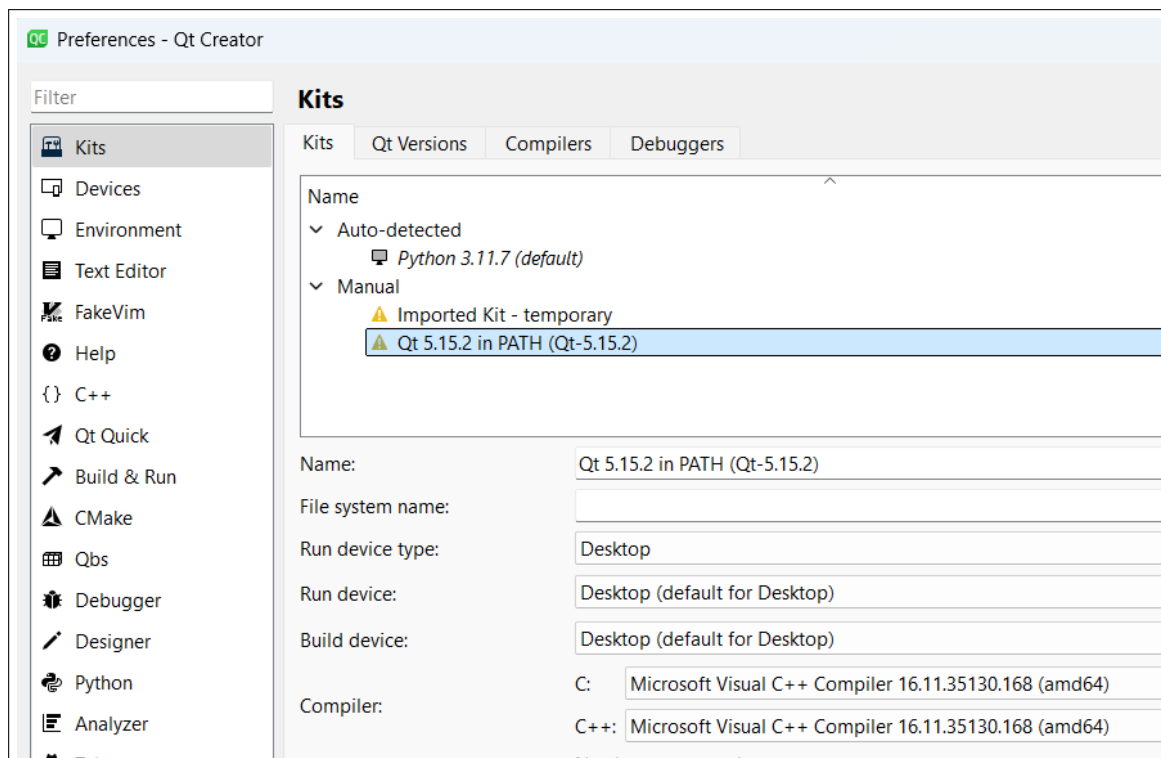 Preferences - Qt Creator
Filter
Kits
Devices
Environment
Text Editor
FakeVim
Help
{} C++
Qt Quick
Build & Run
CMake
Qbs
Debugger
Designer
Python
Analyzer
Kits
Kits Qt Versions Compilers Debuggers
Name
Auto-detected
Python 3.11.7 (default)
Manual
Imported Kit - temporary
Qt 5.15.2 in PATH (Qt-5.15.2)
Name: Qt 5.15.2 in PATH (Qt-5.15.2)
File system name:
Run device type: Desktop
Run device: Desktop (default for Desktop)
Build device: Desktop (default for Desktop)
Compiler:
C: Microsoft Visual C++ Compiler 16.11.35130.168 (amd64)
C++: Microsoft Visual C++ Compiler 16.11.35130.168 (amd64)